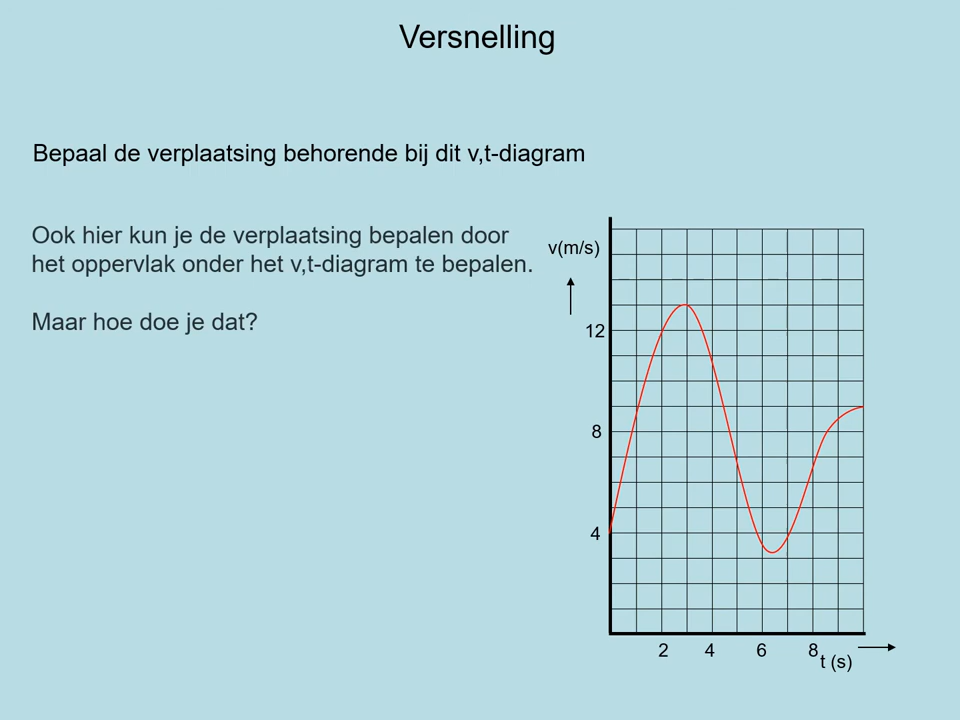 Versnelling
Bepaal de verplaatsing behorende bij dit v,t-diagram
Ook hier kun je de verplaatsing bepalen door
het oppervlak onder het v,t-diagram te bepalen.
Maar hoe doe je dat?
v(m/s)
12
8
4
2 4 6 8
t (s)